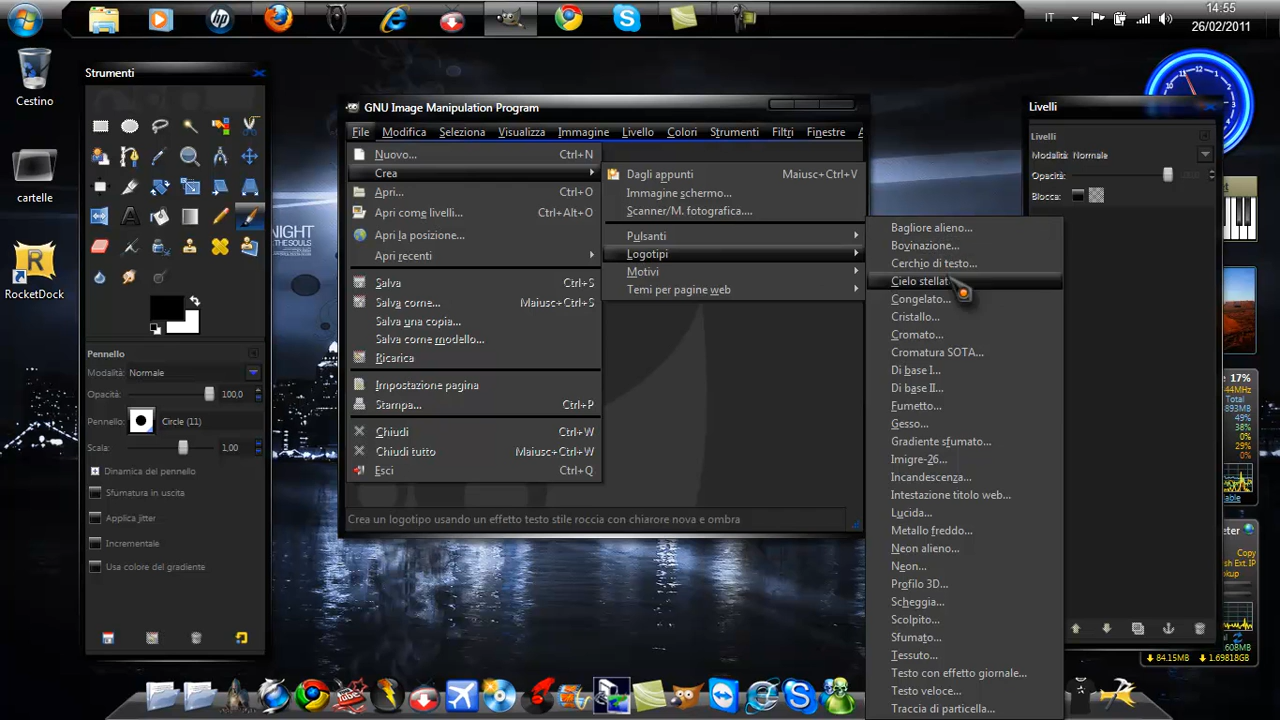 IT
14:55
26/02/2011
Cestino
cartelle
RocketDock
NIGHT
Strumenti
Pennello
Modalità: Normale
Opacità: 100,0
Pennello: Circle (11)
Scala: 1,00
Dinamica del pennello
Sfumatura in uscita
Applica jitter
Incrementale
Usa colore del gradiente
GNU Image Manipulation Program
File Modifica Seleziona Visualizza Immagine Livello Colori Strumenti Filtri Finestre A
Nuovo... Ctrl+N
Crea
Apri... Ctrl+O
Apri come livelli... Ctrl+Alt+O
Apri la posizione...
Apri recenti
Salva Ctrl+S
Salva come... Maiusc+Ctrl+S
Salva una copia...
Salva come modello...
Ricarica
Impostazione pagina
Stampa... Ctrl+P
Chiudi Ctrl+W
Chiudi tutto Maiusc+Ctrl+W
Esci Ctrl+Q
Dagli appunti Maiusc+Ctrl+V
Immagine schermo...
Scanner/M. fotografica...
Pulsanti
Logotipi
Motivi
Temi per pagine web
Bagliore alieno...
Bovinazione...
Cerchio di testo...
Cielo stellat
Congelato...
Cristallo...
Cromato...
Cromatura SOTA...
Di base I...
Di base II...
Fumetto...
Gesso...
Gradiente sfumato...
Imigre-26...
Incandescenza...
Intestazione titolo web...
Lucida...
Metallo freddo...
Neon alieno...
Neon...
Profilo 3D...
Scheggia...
Scolpito...
Sfumato...
Tessuto...
Testo con effetto giornale...
Testo veloce...
Traccia di particella...
Crea un logotipo usando un effetto testo stile roccia con chiarore nova e ombra
Livelli
Livelli
Modalità: Normale
Opacità:
Blocca:
17%
44MHz
893MB
49%
38%
29%
6%
eter
Copy
84.15MB 1.69818GB